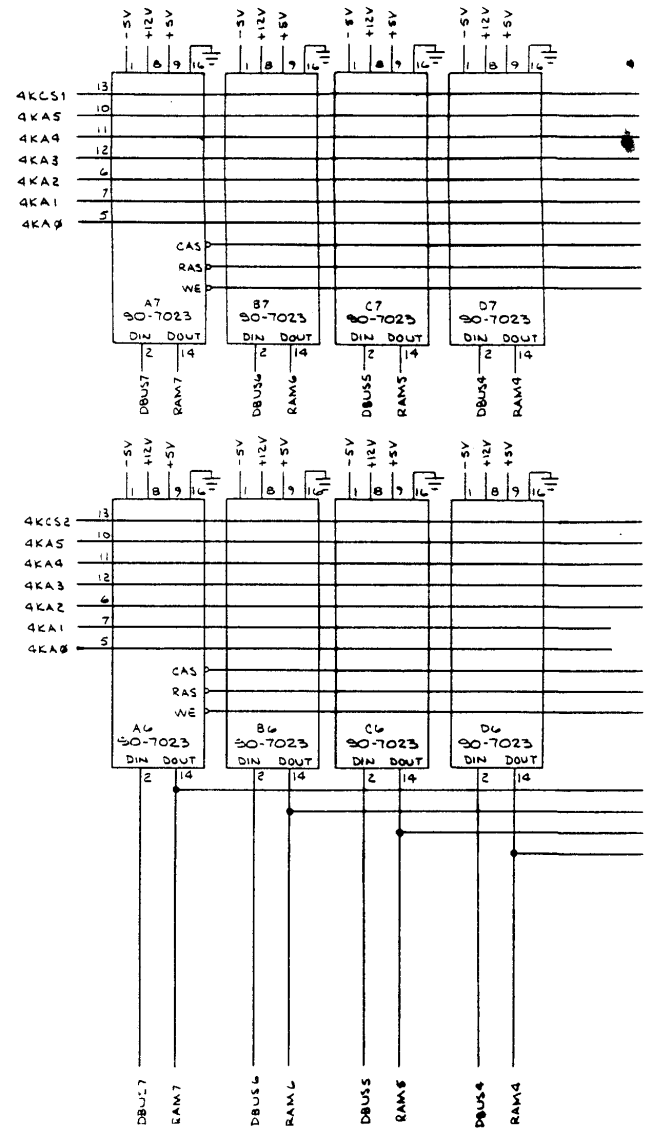 -5V +12V +5V -5V +12V +5V -5V +12V +5V -5V +12V +5V
1 8 9 16 1 8 9 16 1 8 9 16 1 8 9 16
4KCS1 13
4KA5 10
4KA4 11
4KA3 12
4KA2 6
4KA1 7
4KAØ 5
CAS
RAS
WE
A7 B7 C7 D7
90-7023 90-7023 90-7023 90-7023
DIN DOUT DIN DOUT DIN DOUT DIN DOUT
2 14 2 14 2 14 2 14
DBUS7 RAM7 DBUS6 RAM6 DBUS5 RAM5 DBUS4 RAM4
-5V +12V +5V -5V +12V +5V -5V +12V +5V -5V +12V +5V
1 8 9 16 1 8 9 16 1 8 9 16 1 8 9 16
4KCS2 13
4KA5 10
4KA4 11
4KA3 12
4KA2 6
4KA1 7
4KAØ 5
CAS
RAS
WE
A6 B6 C6 D6
90-7023 90-7023 90-7023 90-7023
DIN DOUT DIN DOUT DIN DOUT DIN DOUT
2 14 2 14 2 14 2 14
DBUS7 RAM7 DBUS6 RAM6 DBUS5 RAM5 DBUS4 RAM4